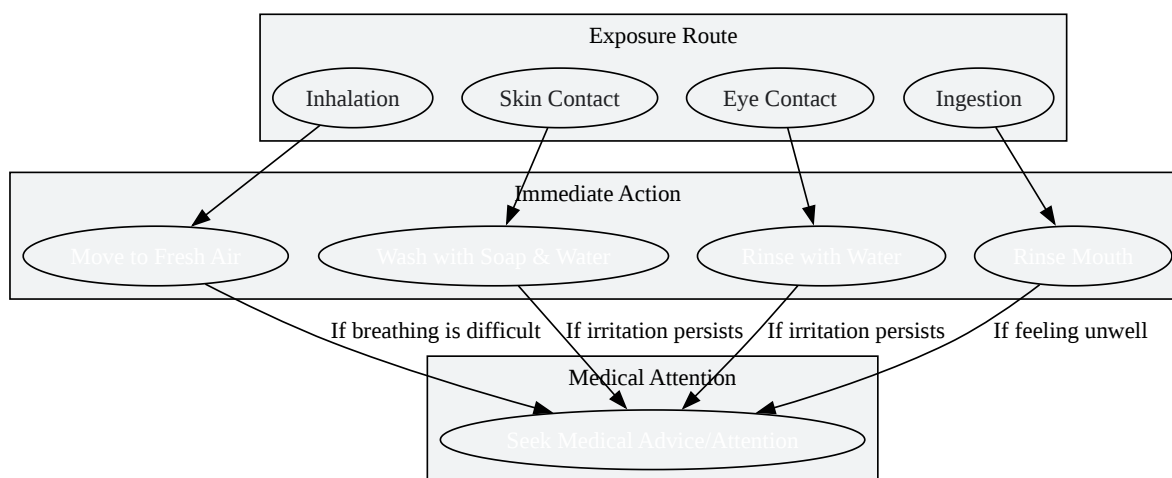 Exposure Route
Inhalation
Skin Contact
Eye Contact
Ingestion
Immediate Action
Move to Fresh Air
Wash with Soap & Water
Rinse with Water
Rinse Mouth
If breathing is difficult
If irritation persists
If irritation persists
If feeling unwell
Medical Attention
Seek Medical Advice/Attention